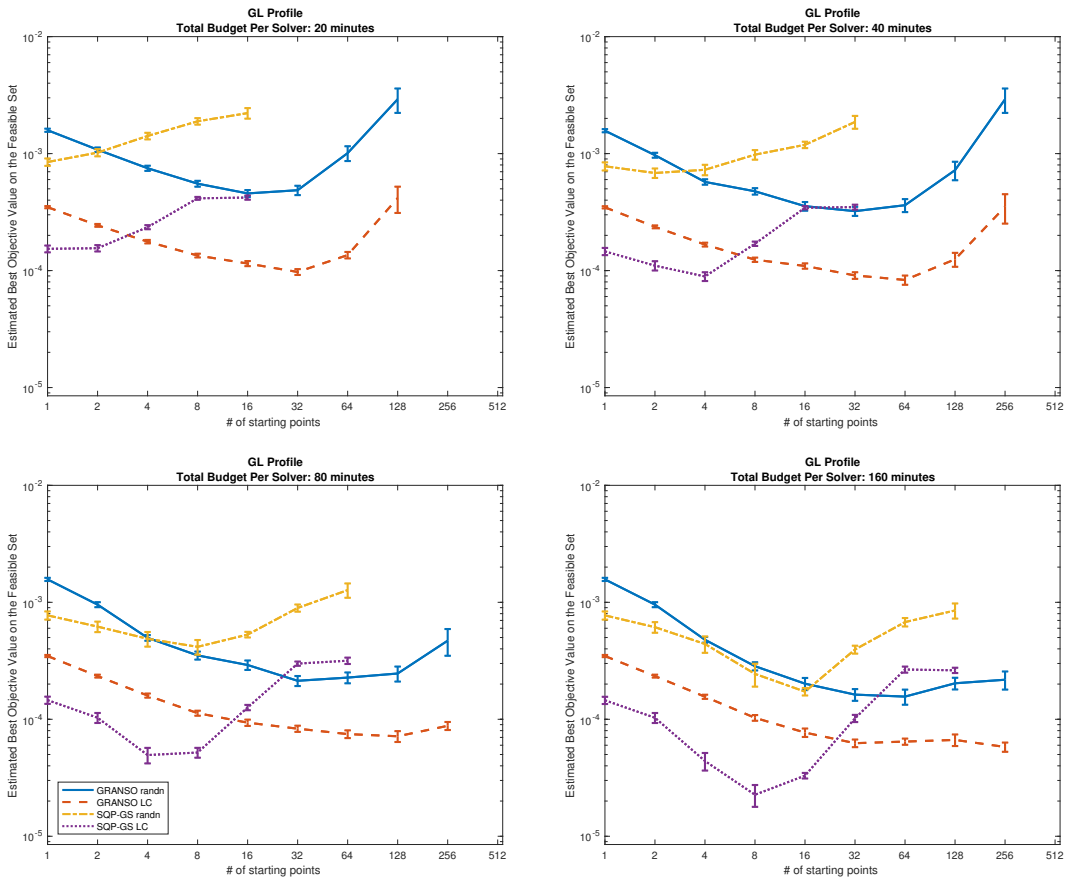 GL Profile
Total Budget Per Solver: 20 minutes
Estimated Best Objective Value on the Feasible Set
10^-2
10^-3
10^-4
10^-5
1 2 4 8 16 32 64 128 256 512
# of starting points
GL Profile
Total Budget Per Solver: 40 minutes
Estimated Best Objective Value on the Feasible Set
10^-2
10^-3
10^-4
10^-5
1 2 4 8 16 32 64 128 256 512
# of starting points
GL Profile
Total Budget Per Solver: 80 minutes
Estimated Best Objective Value on the Feasible Set
10^-2
10^-3
10^-4
10^-5
GRANSO randn
GRANSO LC
SQP-GS randn
SQP-GS LC
1 2 4 8 16 32 64 128 256 512
# of starting points
GL Profile
Total Budget Per Solver: 160 minutes
Estimated Best Objective Value on the Feasible Set
10^-2
10^-3
10^-4
10^-5
1 2 4 8 16 32 64 128 256 512
# of starting points